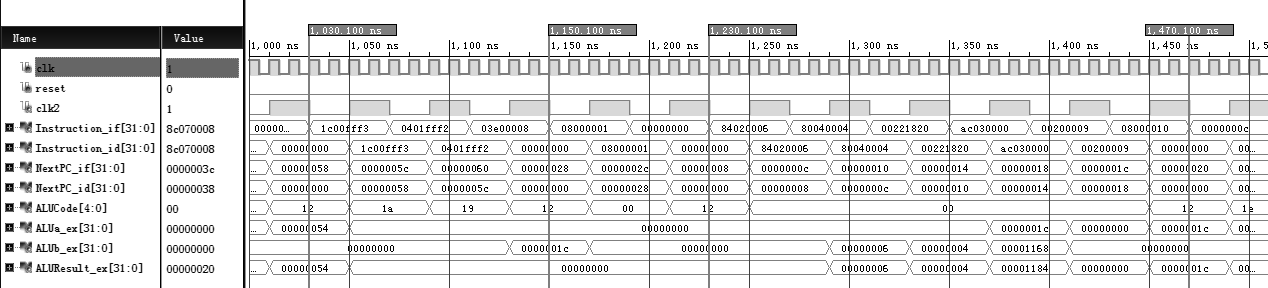 1,030.100 ns 1,150.100 ns 1,230.100 ns 1,470.100 ns
Name Value 1,000 ns 1,050 ns 1,100 ns 1,150 ns 1,200 ns 1,250 ns 1,300 ns 1,350 ns 1,400 ns 1,450 ns 1,5
clk 1
reset 0
clk2 1
Instruction_if[31:0] 8c070008 00000... 1c00fff3 0401fff2 03e00008 08000001 00000000 84020006 80040004 00221820 ac030000 00200009 08000010 0000000c
Instruction_id[31:0] 8c070008 ... 00000000 1c00fff3 0401fff2 00000000 08000001 00000000 84020006 80040004 00221820 ac030000 00200009 00000000 00...
NextPC_if[31:0] 0000003c ... 00000058 0000005c 00000060 00000028 0000002c 00000008 0000000c 00000010 00000014 00000018 0000001c 00000020 00...
NextPC_id[31:0] 00000038 ... 00000000 00000058 0000005c 00000000 00000028 00000000 00000008 0000000c 00000010 00000014 00000018 00000000 00...
ALUCode[4:0] 00 ... 12 1a 19 12 00 12 00 12 1e
ALUa_ex[31:0] 00000000 ... 00000054 00000000 0000001c 00000000 0000001c 00...
ALUb_ex[31:0] 00000000 00000000 0000001c 00000000 00000006 00000004 00001168 00000000
ALUResult_ex[31:0] 00000020 ... 00000054 00000000 00000006 00000004 00001184 00000000 0000001c 00...